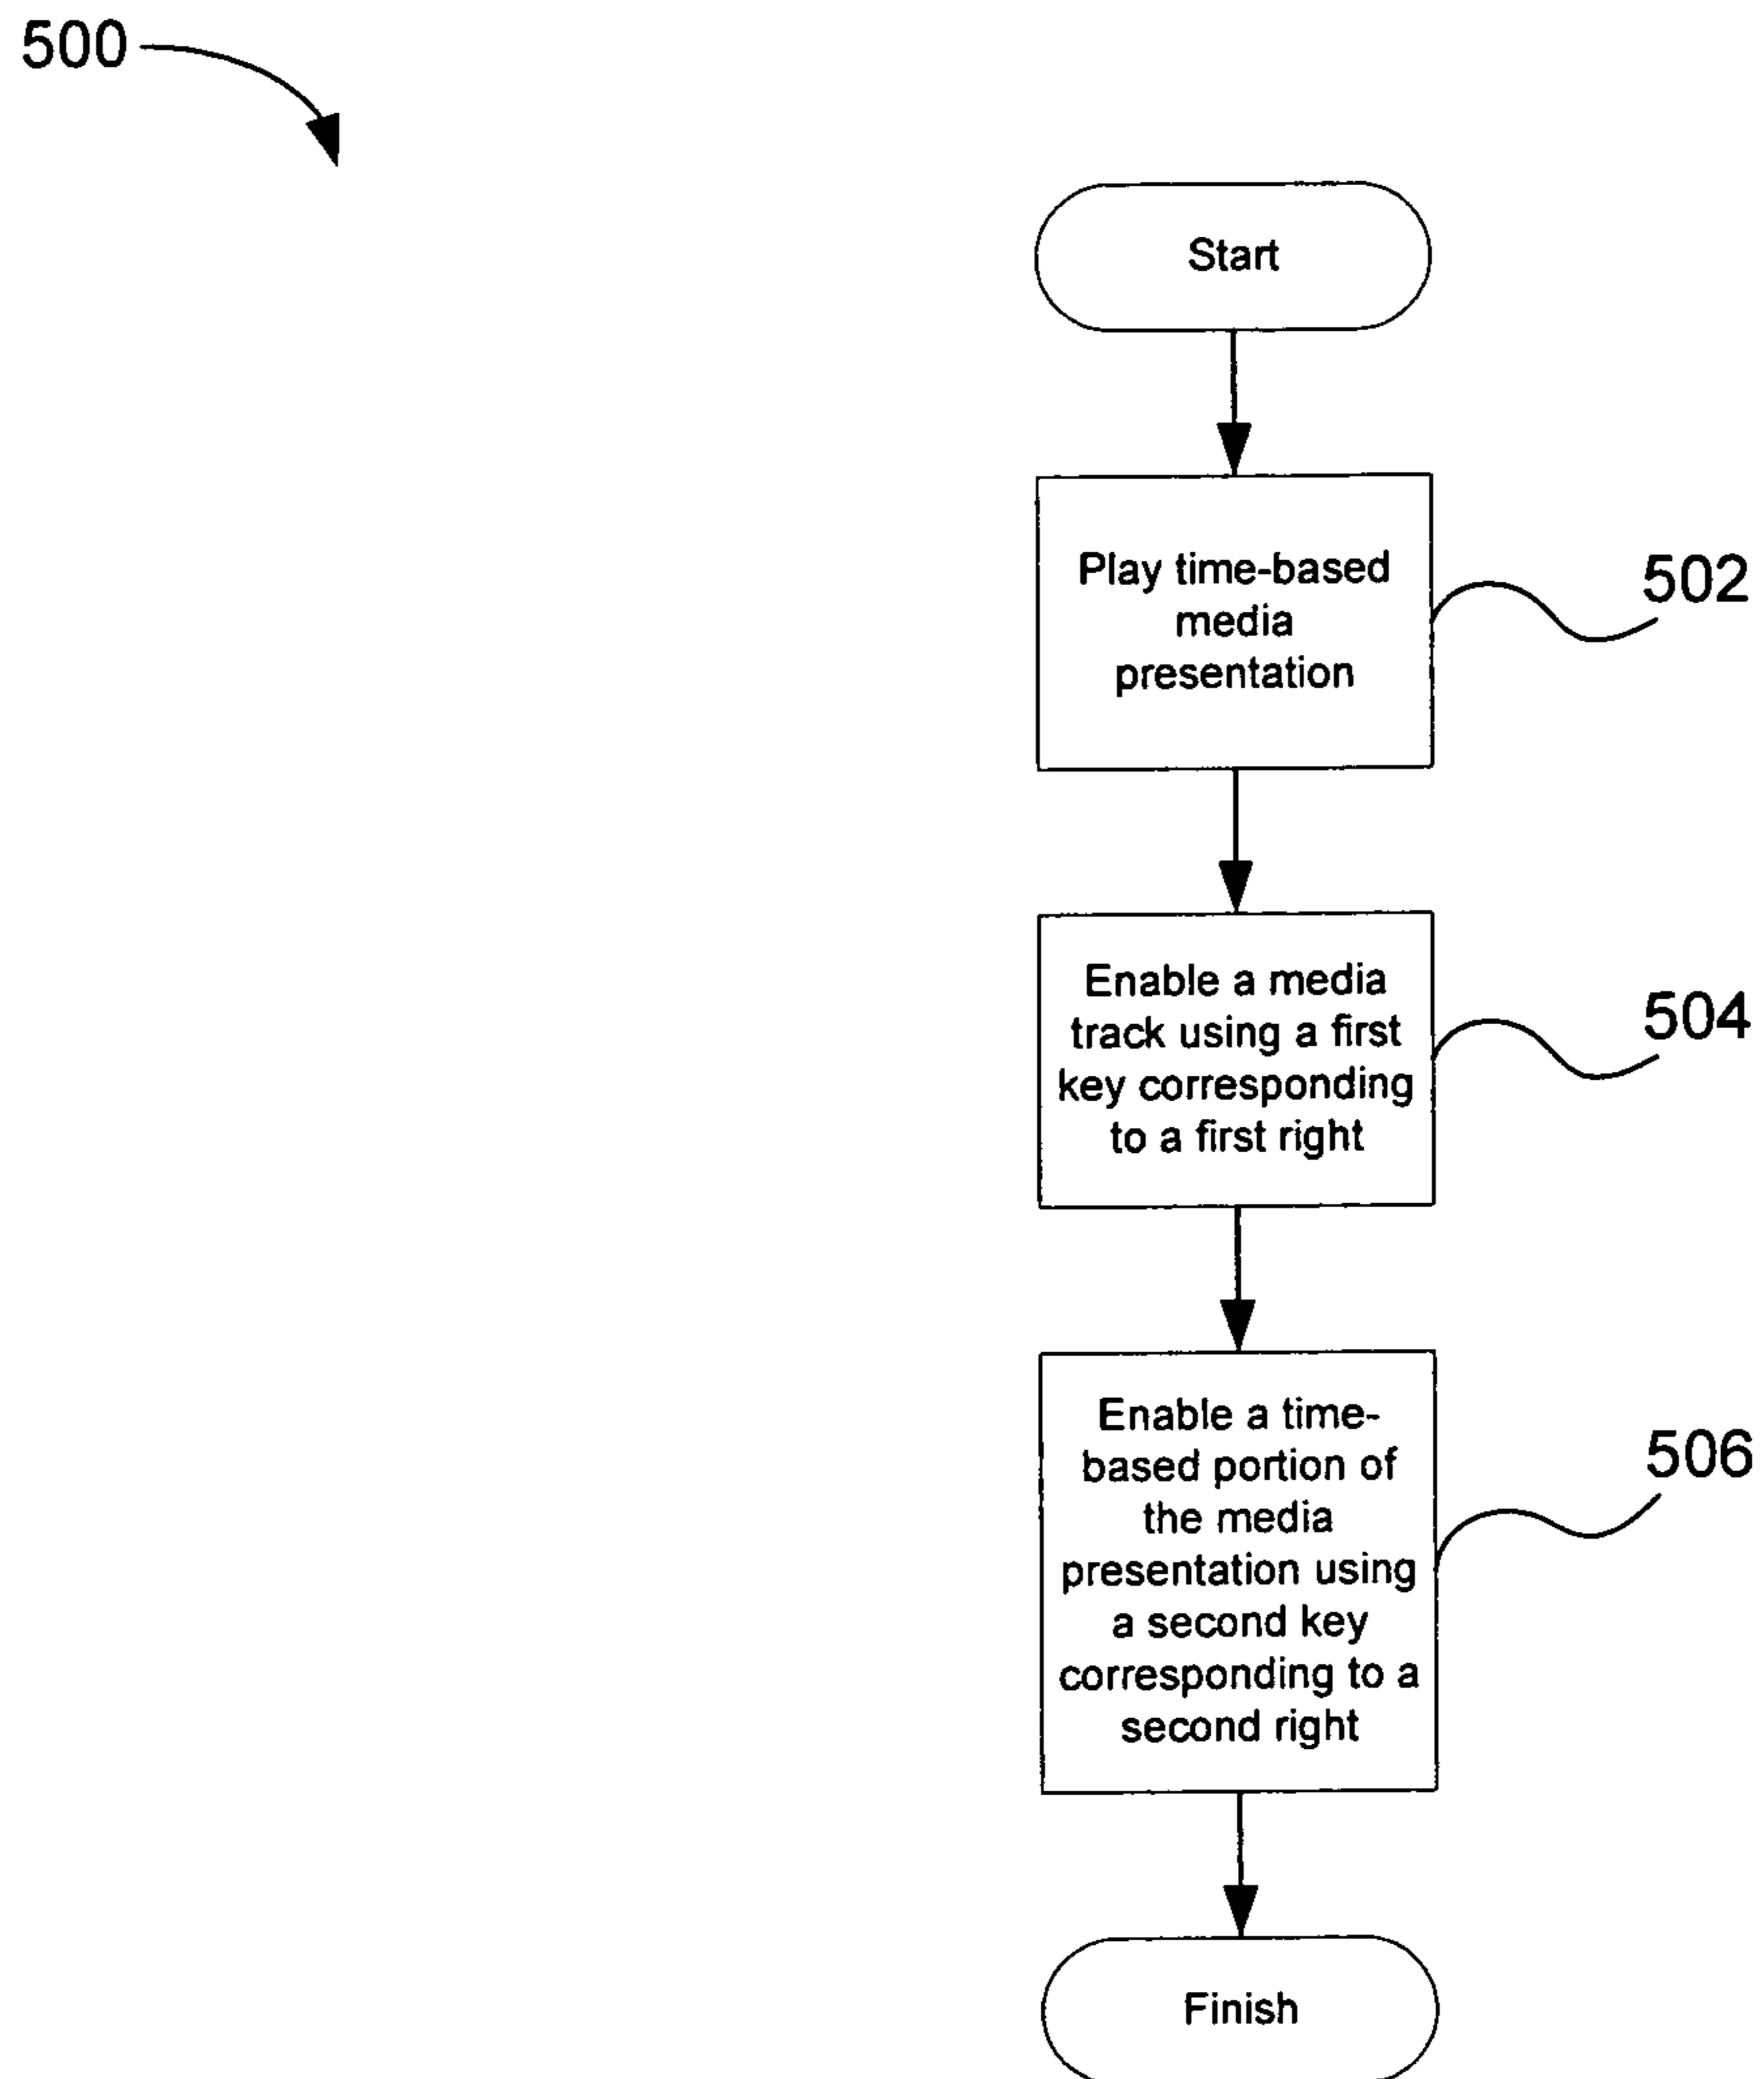 500
Start
Play time-based
media
presentation
502
Enable a media
track using a first
key corresponding
to a first right
504
Enable a time-
based portion of
the media
presentation using
a second key
corresponding to a
second right
506
Finish